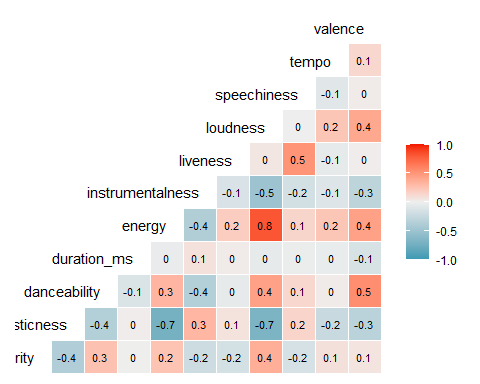 valence
tempo 0.1
speechiness -0.1 0
loudness 0 0.2 0.4
liveness 0 0.5 -0.1 0
instrumentalness -0.1 -0.5 -0.2 -0.1 -0.3
energy -0.4 0.2 0.8 0.1 0.2 0.4
duration_ms 0 0.1 0 0 0 0 -0.1
danceability -0.1 0.3 -0.4 0 0.4 0.1 0 0.5
sticness -0.4 0 -0.7 0.3 0.1 -0.7 0.2 -0.2 -0.3
rity -0.4 0.3 0 0.2 -0.2 -0.2 0.4 -0.2 0.1 0.1
1.0
0.5
0.0
-0.5
-1.0